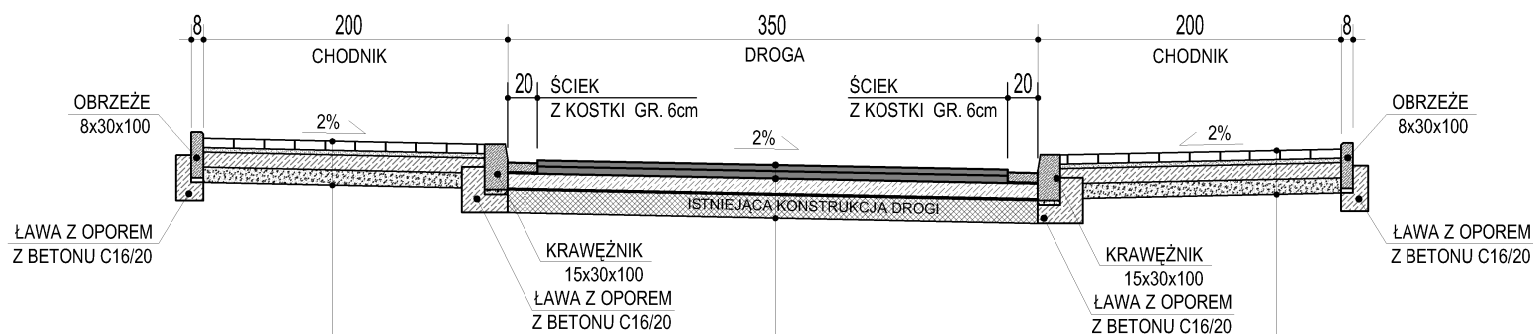 8 200 350 200 8
CHODNIK DROGA CHODNIK
20 ŚCIEK
Z KOSTKI GR. 6cm
ŚCIEK 20
Z KOSTKI GR. 6cm
OBRZEŻE
8x30x100
2%
2%
2%
OBRZEŻE
8x30x100
ISTNIEJĄCA KONSTRUKCJA DROGI
ŁAWA Z OPOREM
Z BETONU C16/20
KRAWĘŻNIK
15x30x100
ŁAWA Z OPOREM
Z BETONU C16/20
KRAWĘŻNIK
15x30x100
ŁAWA Z OPOREM
Z BETONU C16/20
ŁAWA Z OPOREM
Z BETONU C16/20